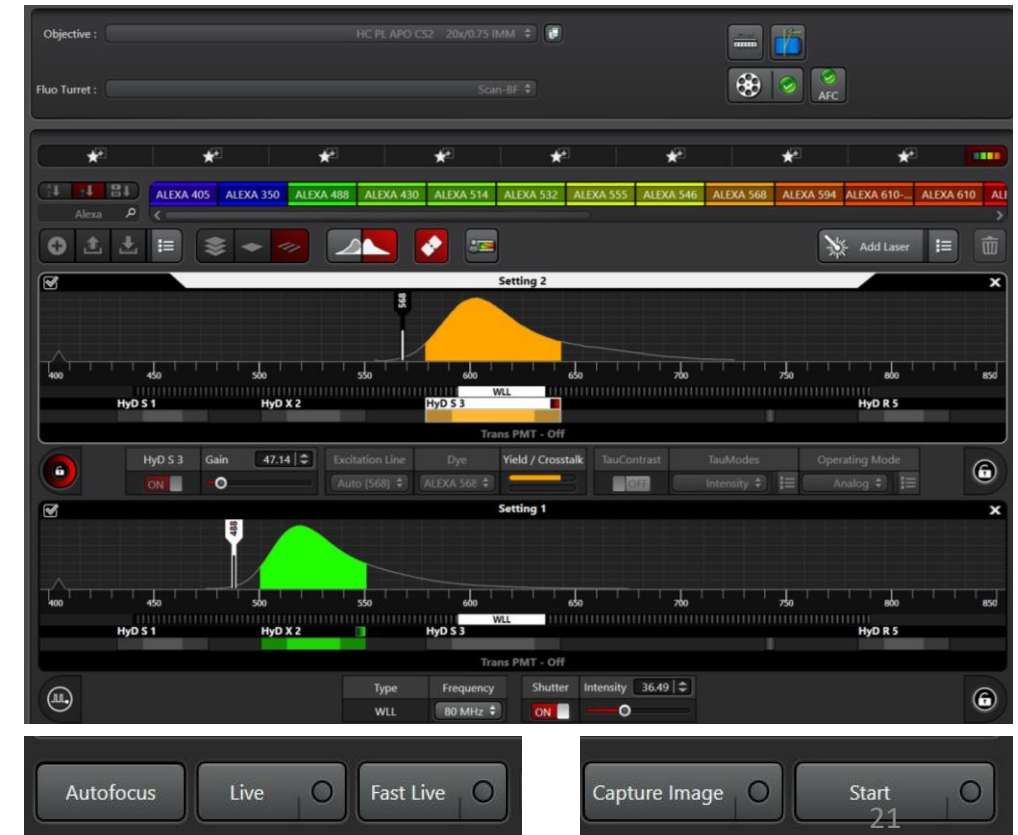 Objective : HC PL APO CS2 20x/0.75 IMM
Fluo Turret : Scan-BF
AFC
ALEXA 405 ALEXA 350 ALEXA 488 ALEXA 430 ALEXA 514 ALEXA 532 ALEXA 555 ALEXA 546 ALEXA 568 ALEXA 594 ALEXA 610-... ALEXA 610 ALE
Alexa
Add Laser
Setting 2
568
400 450 500 550 600 650 700 750 800 850
WLL
HyD S 1 HyD X 2 HyD S 3 HyD R 5
Trans PMT - Off
HyD S 3 Gain 47.14 Excitation Line Dye Yield / Crosstalk TauContrast TauModes Operating Mode
ON Auto (568) ALEXA 568 OFF Intensity Analog
Setting 1
488
400 450 500 550 600 650 700 750 800 850
WLL
HyD S 1 HyD X 2 HyD S 3 HyD R 5
Trans PMT - Off
Type Frequency Shutter Intensity 36.49
WLL 80 MHz ON
Autofocus Live Fast Live Capture Image Start
21